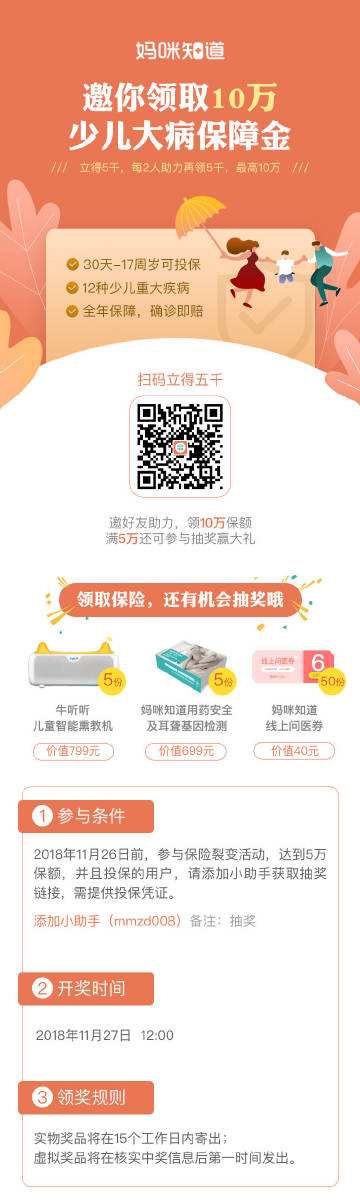 妈咪知道
邀你领取10万
少儿大病保障金
/// 立得5千，每2人助力再领5千，最高10万 ///
30天-17周岁可投保
12种少儿重大疾病
全年保障，确诊即赔
扫码立得五千
邀好友助力，领10万保额
满5万还可参与抽奖赢大礼
领取保险，还有机会抽奖哦
5份
5份
线上问医券
6
50份
牛听听
儿童智能熏教机
价值799元
妈咪知道用药安全
及耳聋基因检测
价值699元
妈咪知道
线上问医券
价值40元
1 参与条件
2018年11月26日前，参与保险裂变活动，达到5万
保额，并且投保的用户，请添加小助手获取抽奖
链接，需提供投保凭证。
添加小助手（mmzd008）备注：抽奖
2 开奖时间
2018年11月27日 12:00
3 领奖规则
实物奖品将在15个工作日内寄出；
虚拟奖品将在核实中奖信息后第一时间发出。